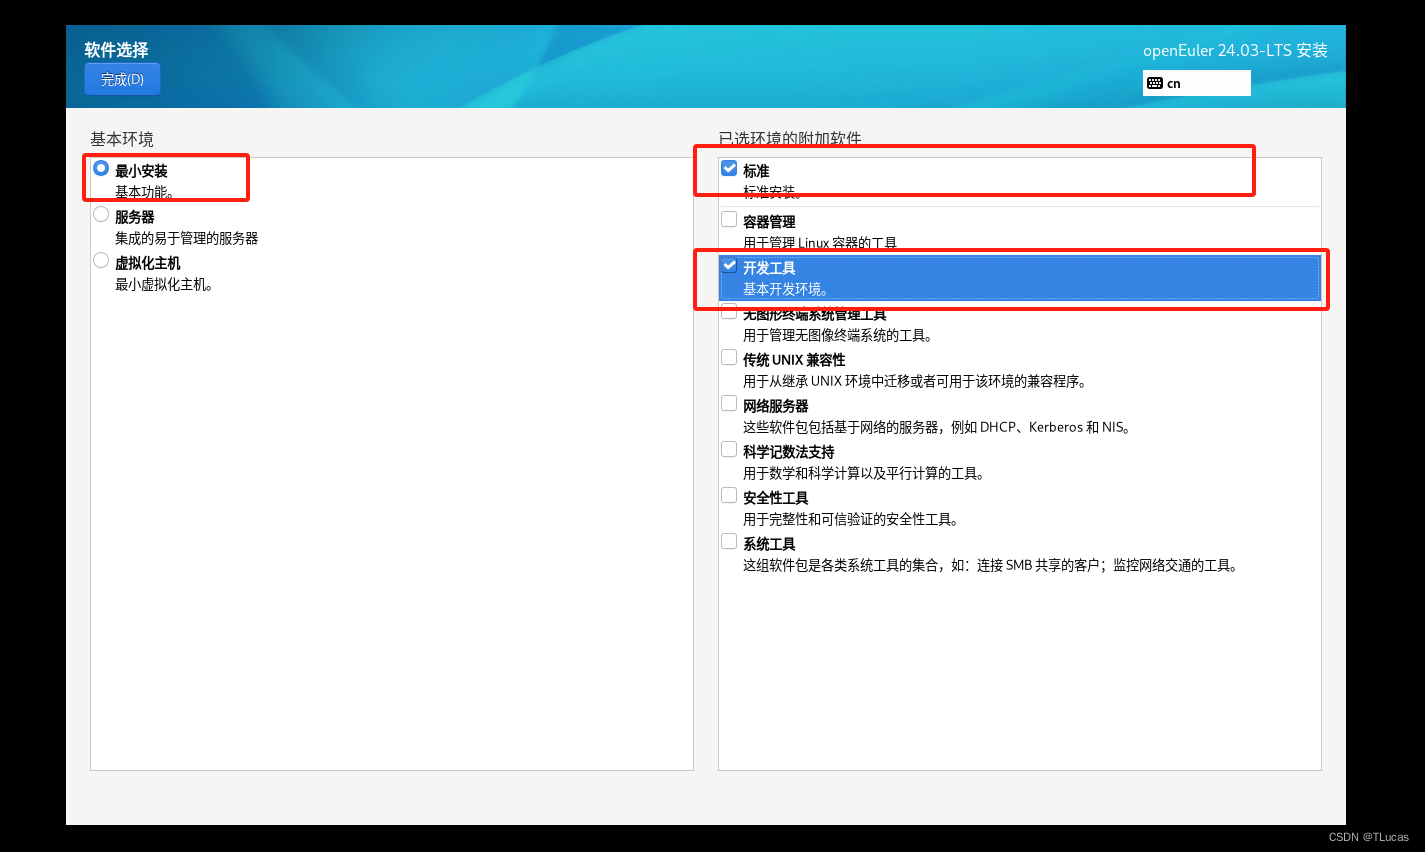 软件选择
完成(D)
openEuler 24.03-LTS 安装
cn
基本环境
最小安装
基本功能。
服务器
集成的易于管理的服务器
虚拟化主机
最小虚拟化主机。
已选环境的附加软件
标准
标准安装。
容器管理
用于管理 Linux 容器的工具
开发工具
基本开发环境。
无图形终端系统管理工具
用于管理无图像终端系统的工具。
传统 UNIX 兼容性
用于从继承 UNIX 环境中迁移或者可用于该环境的兼容程序。
网络服务器
这些软件包包括基于网络的服务器，例如 DHCP、Kerberos 和 NIS。
科学记数法支持
用于数学和科学计算以及平行计算的工具。
安全性工具
用于完整性和可信验证的安全性工具。
系统工具
这组软件包是各类系统工具的集合，如：连接 SMB 共享的客户；监控网络交通的工具。
CSDN @TLucas